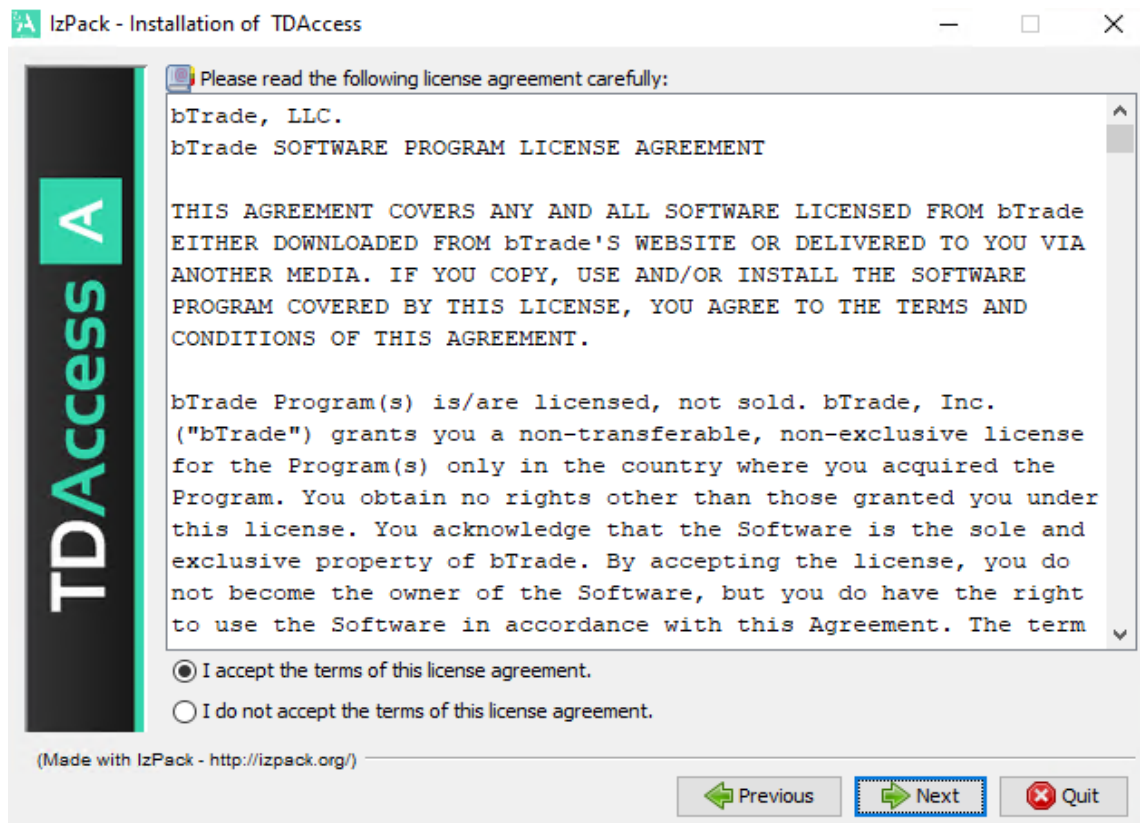 IzPack - Installation of TDAccess
Please read the following license agreement carefully:
bTrade, LLC.
bTrade SOFTWARE PROGRAM LICENSE AGREEMENT
THIS AGREEMENT COVERS ANY AND ALL SOFTWARE LICENSED FROM bTrade
EITHER DOWNLOADED FROM bTrade'S WEBSITE OR DELIVERED TO YOU VIA
ANOTHER MEDIA. IF YOU COPY, USE AND/OR INSTALL THE SOFTWARE
PROGRAM COVERED BY THIS LICENSE, YOU AGREE TO THE TERMS AND
CONDITIONS OF THIS AGREEMENT.
bTrade Program(s) is/are licensed, not sold. bTrade, Inc.
("bTrade") grants you a non-transferable, non-exclusive license
for the Program(s) only in the country where you acquired the
Program. You obtain no rights other than those granted you under
this license. You acknowledge that the Software is the sole and
exclusive property of bTrade. By accepting the license, you do
not become the owner of the Software, but you do have the right
to use the Software in accordance with this Agreement. The term
TDAccess A
I accept the terms of this license agreement.
I do not accept the terms of this license agreement.
(Made with IzPack - http://izpack.org/)
Previous
Next
Quit